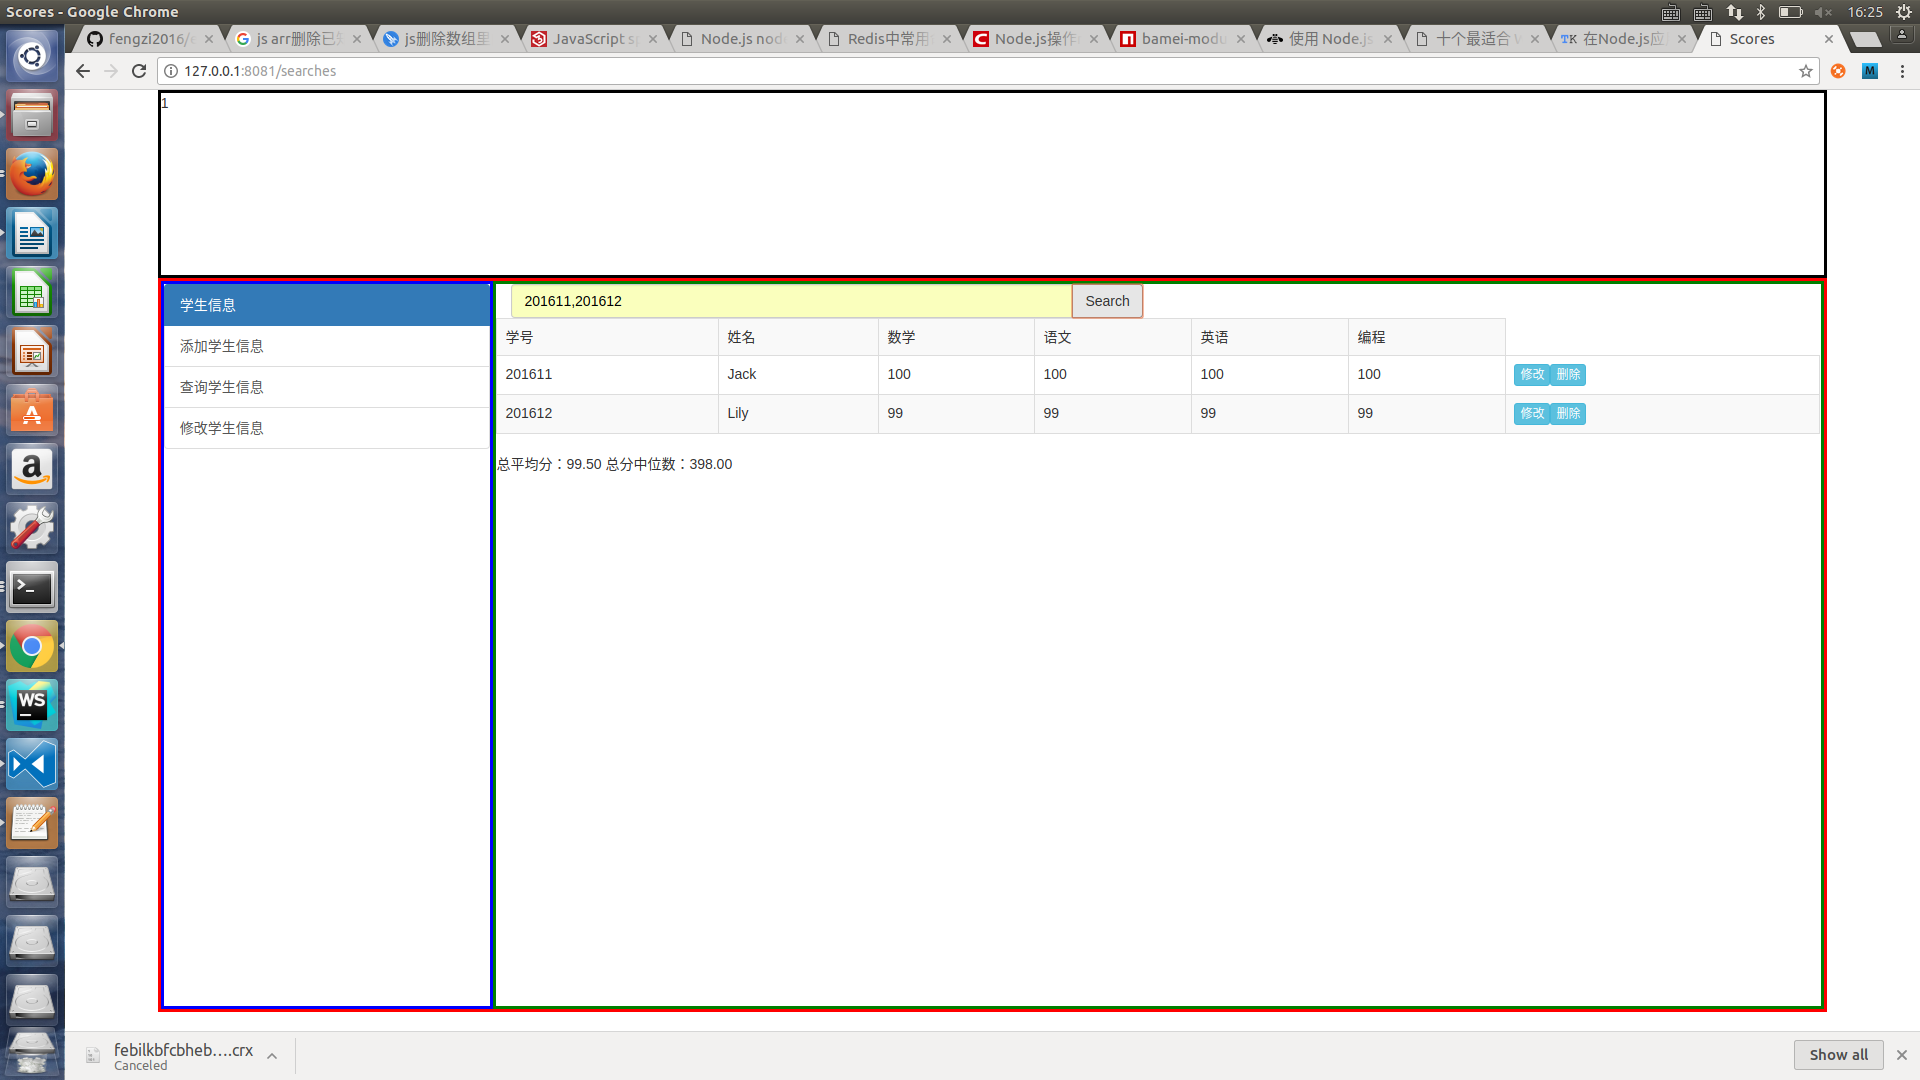 Scores - Google Chrome
16:25
fengzi2016/
js arr删除已
js删除数组里
JavaScript s
Node.js nod
Redis中常用
Node.js操作
bamei-modu
使用 Node.js
十个最适合
在Node.js应
Scores
127.0.0.1:8081/searches
1
学生信息
添加学生信息
查询学生信息
修改学生信息
201611,201612
Search
学号 姓名 数学 语文 英语 编程
201611 Jack 100 100 100 100 修改 删除
201612 Lily 99 99 99 99 修改 删除
总平均分：99.50 总分中位数：398.00
febilkbfcbheb....crx
Canceled
Show all